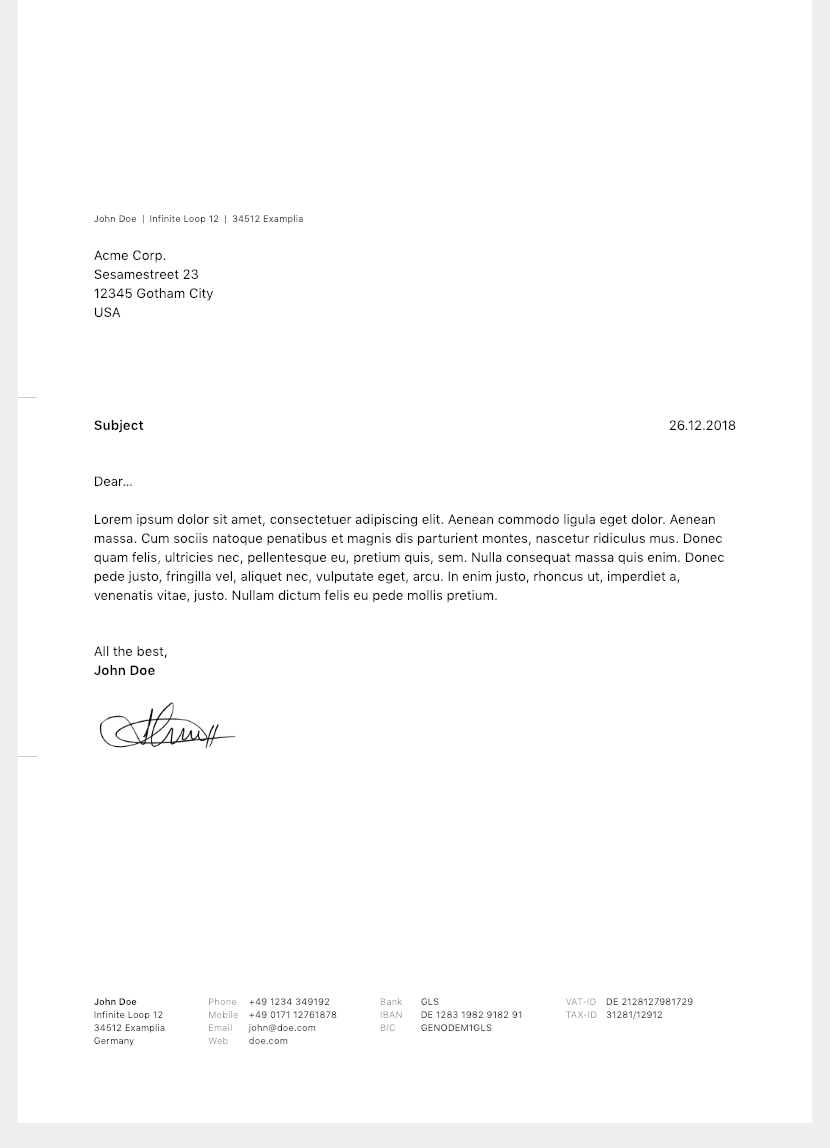 John Doe | Infinite Loop 12 | 34512 Examplia
Acme Corp.
Sesamestreet 23
12345 Gotham City
USA
Subject 26.12.2018
Dear...
Lorem ipsum dolor sit amet, consectetuer adipiscing elit. Aenean commodo ligula eget dolor. Aenean
massa. Cum sociis natoque penatibus et magnis dis parturient montes, nascetur ridiculus mus. Donec
quam felis, ultricies nec, pellentesque eu, pretium quis, sem. Nulla consequat massa quis enim. Donec
pede justo, fringilla vel, aliquet nec, vulputate eget, arcu. In enim justo, rhoncus ut, imperdiet a,
venenatis vitae, justo. Nullam dictum felis eu pede mollis pretium.
All the best,
John Doe
John Doe Phone +49 1234 349192 Bank GLS VAT-ID DE 2128127981729
Infinite Loop 12 Mobile +49 0171 12761878 IBAN DE 1283 1982 9182 91 TAX-ID 31281/12912
34512 Examplia Email john@doe.com BIC GENODEM1GLS
Germany Web doe.com